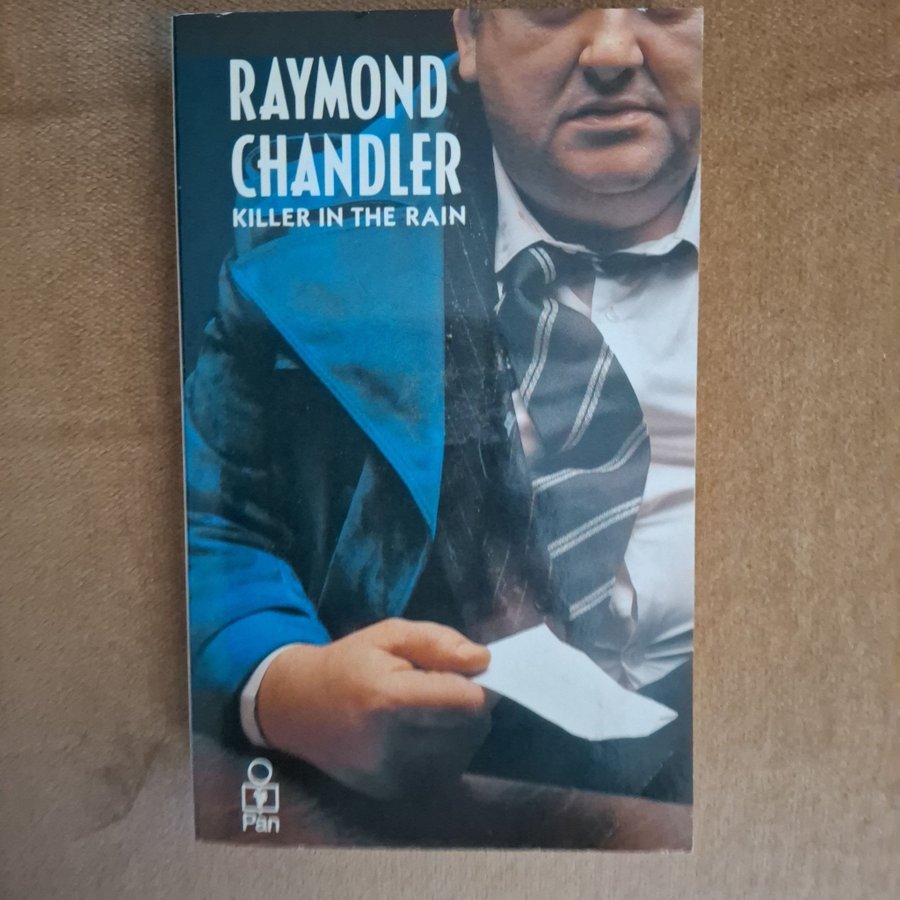 RAYMOND
CHANDLER
KILLER IN THE RAIN
Pan